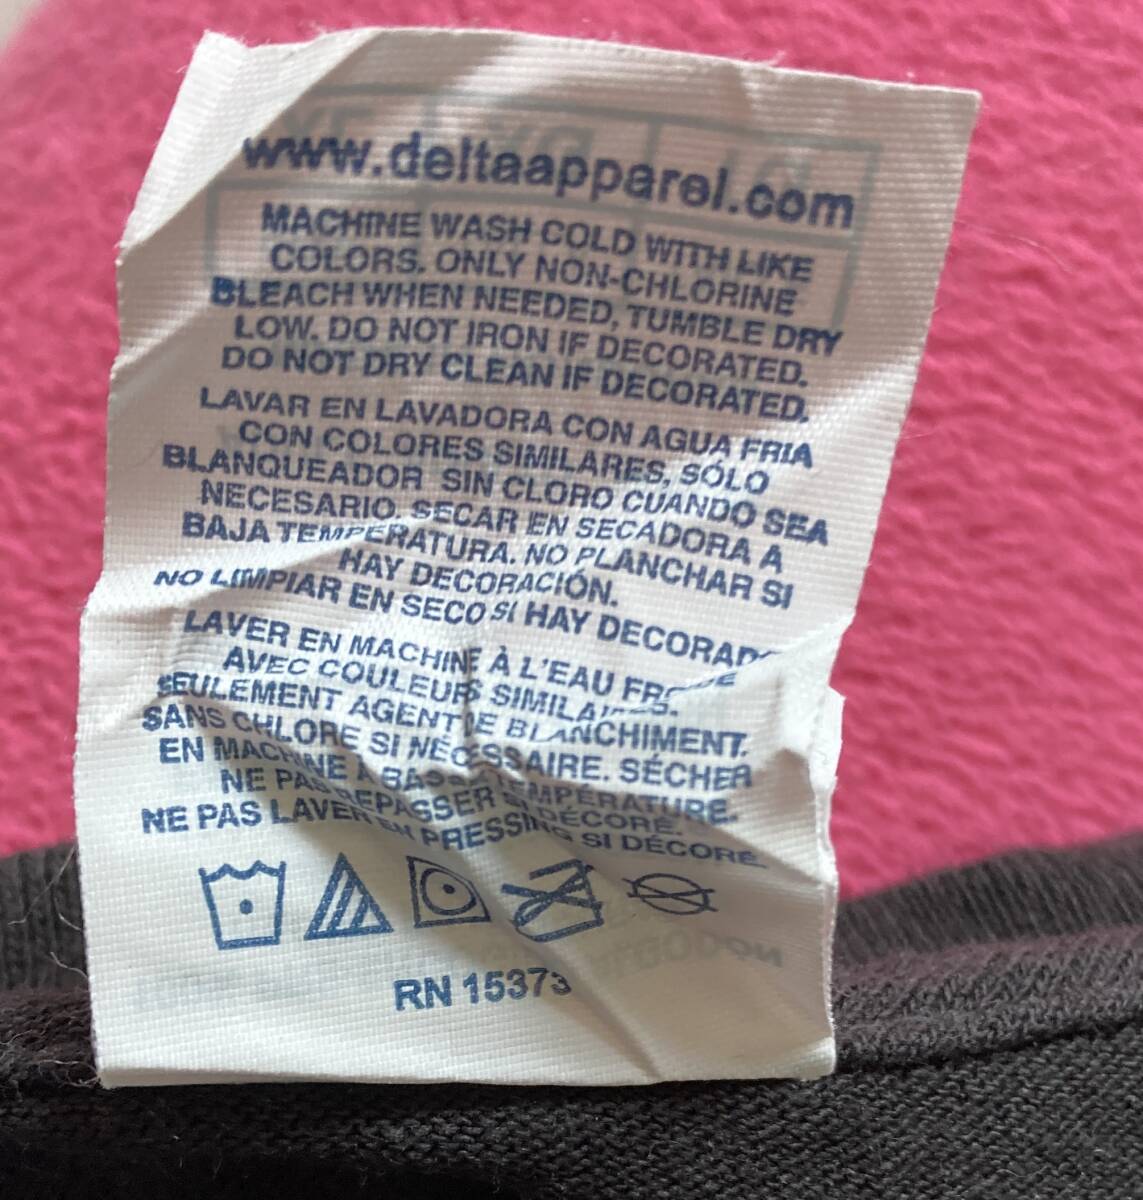 www.deltaapparel.com
MACHINE WASH COLD WITH LIKE
COLORS. ONLY NON-CHLORINE
BLEACH WHEN NEEDED, TUMBLE DRY
LOW. DO NOT IRON IF DECORATED.
DO NOT DRY CLEAN IF DECORATED.
LAVAR EN LAVADORA CON AGUA FRIA
CON COLORES SIMILARES, SÓLO
BLANQUEADOR SIN CLORO CUANDO SEA
NECESARIO. SECAR EN SECADORA A
BAJA TEMPERATURA. NO PLANCHAR SI
HAY DECORACIÓN.
NO LIMPIAR EN SECO SI HAY
LAVER EN MACHINE À L'EAU
AVEC COULEURS
SEULEMENT AGENT DE BLANCHIMENT.
SANS CHLORE SI NÉCESSAIRE. SÉCHER
EN MACHINE À BASSE TEMPÉRATURE.
NE PAS REPASSER SI DÉCORÉ.
NE PAS LAVER EN PRESSING SI DÉCORÉ.
RN 15373